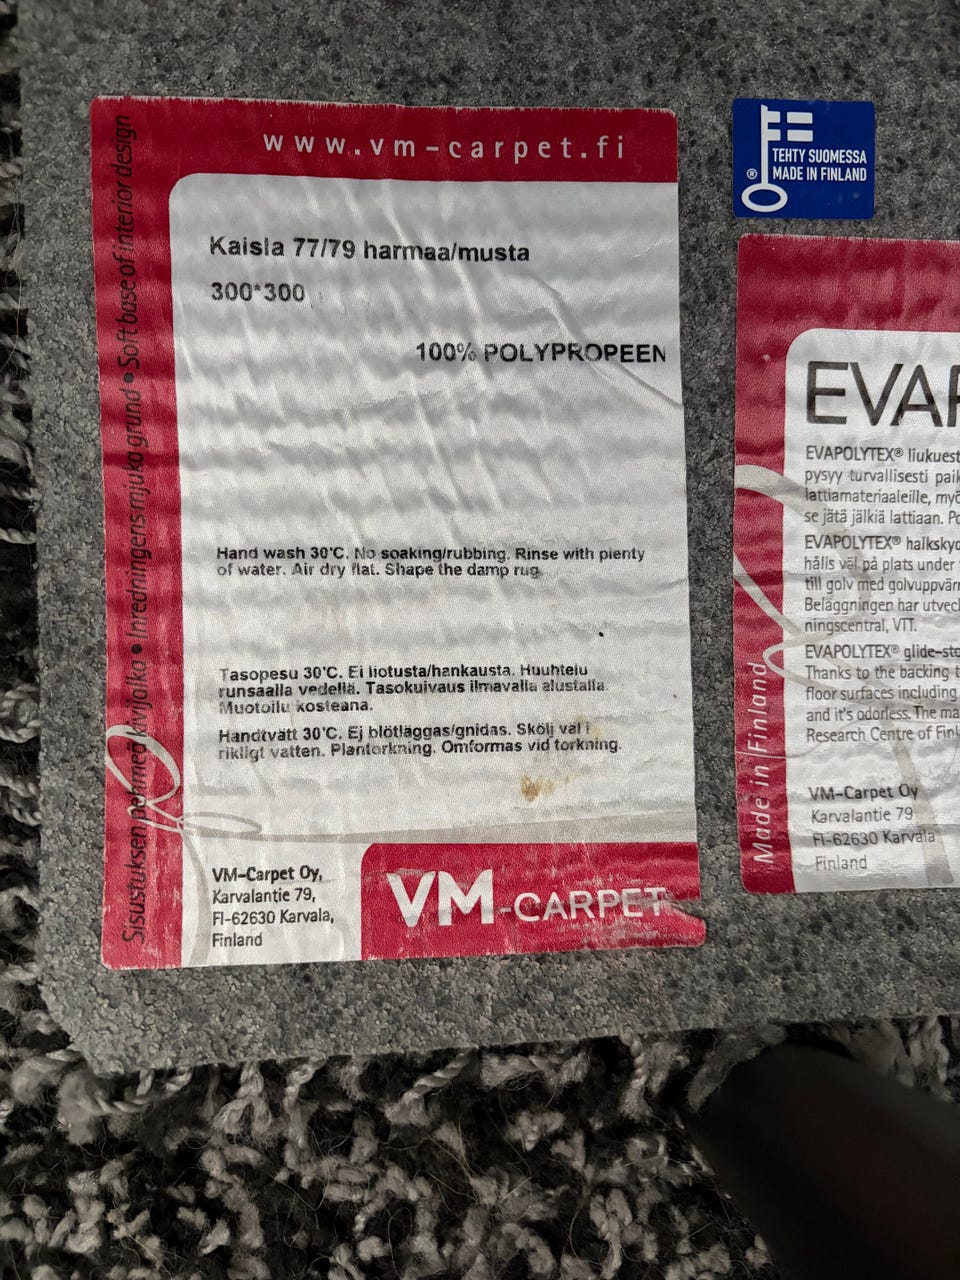 www.vm-carpet.fi
Kaisla 77/79 harmaa/musta
300*300
100% POLYPROPEEN
Hand wash 30°C. No soaking/rubbing. Rinse with plenty
of water. Air dry flat. Shape the damp rug.
Tasopesu 30°C. Ei liotusta/hankausta. Huuhtelu
runsaalla vedellä. Tasokuivaus ilmavalla alustalla.
Muotoilu kosteana.
Handtvätt 30°C. Ej blötläggas/gnidas. Skölj väl i
rikligt vatten. Plantorkning. Omformas vid torkning.
Sisustuksen pehmeä kivijalka • Inredningens mjuka grund • Soft base of interior design
VM-Carpet Oy,
Karvalantie 79,
FI-62630 Karvala,
Finland
VM-CARPET
® TEHTY SUOMESSA
MADE IN FINLAND
EVAP
EVAPOLYTEX® liukuest
pysyy turvallisesti paik
lattiamateriaaleille, myö
se jätä jälkiä lattiaan. Po
EVAPOLYTEX® halkskyd
hålls väl på plats under
till golv med golvuppvär
Beläggningen har utveck
ningscentral, VTT.
EVAPOLYTEX® glide-sto
Thanks to the backing t
floor surfaces including
and it's odorless. The ma
Research Centre of Finl
Made in Finland
VM-Carpet Oy
Karvalantie 79
FI-62630 Karvala
Finland